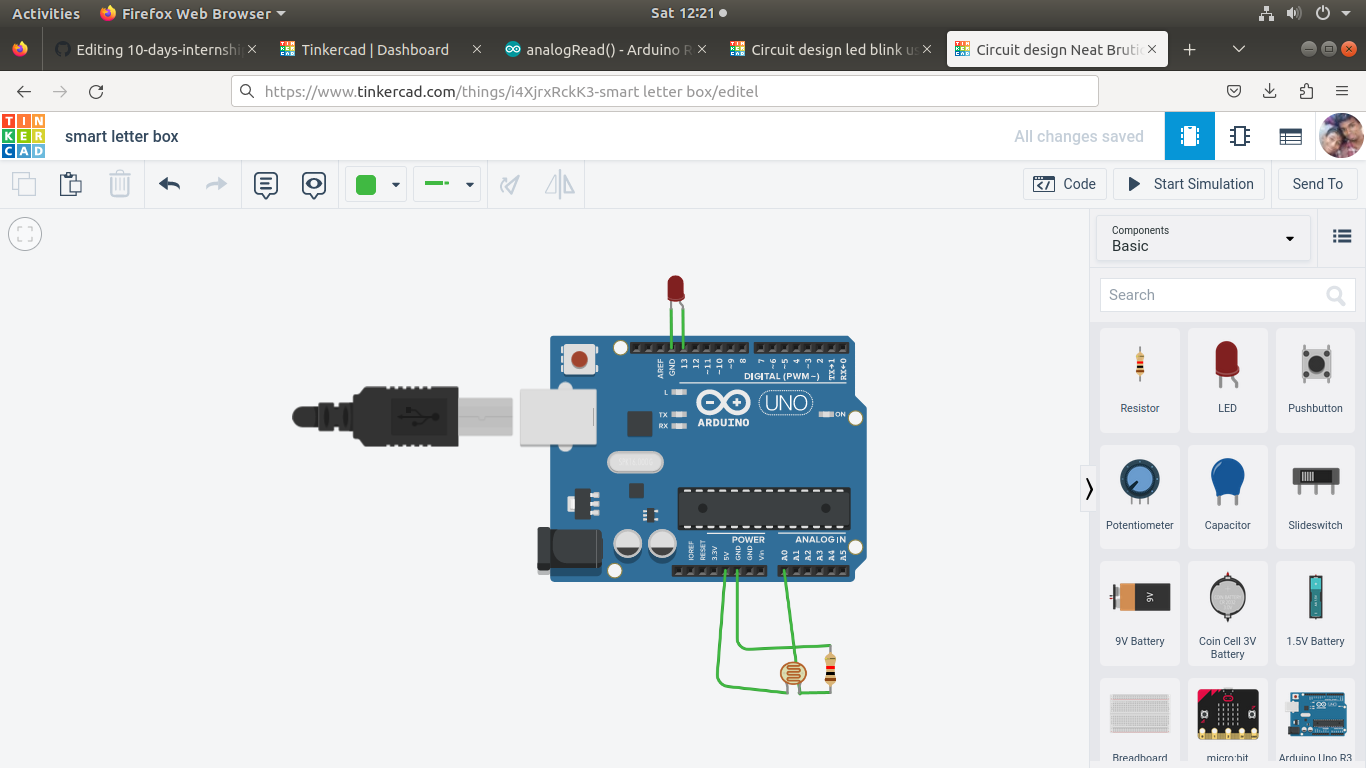 Activities Firefox Web Browser Sat 12:21
Editing 10-days-internshi Tinkercad | Dashboard analogRead() - Arduino R Circuit design led blink us Circuit design Neat Brutic
https://www.tinkercad.com/things/i4XjrxRckK3-smart letter box/editel
TIN
KER
CAD
smart letter box
All changes saved
Code
Start Simulation
Send To
Components
Basic
Search
Resistor
LED
Pushbutton
Potentiometer
Capacitor
Slideswitch
9V
9V Battery
Coin Cell 3V
Battery
1.5V Battery
Breadboard
micro:bit
Arduino Uno R3
AREF
GND
13
12
~11
~10
~9
8
7
~6
~5
4
~3
2
TX→1
RX←0
DIGITAL (PWM~)
L
TX
RX
ARDUINO
UNO
ON
POWER
ANALOG IN
IOREF
RESET
3.3V
5V
GND
GND
Vin
A0
A1
A2
A3
A4
A5